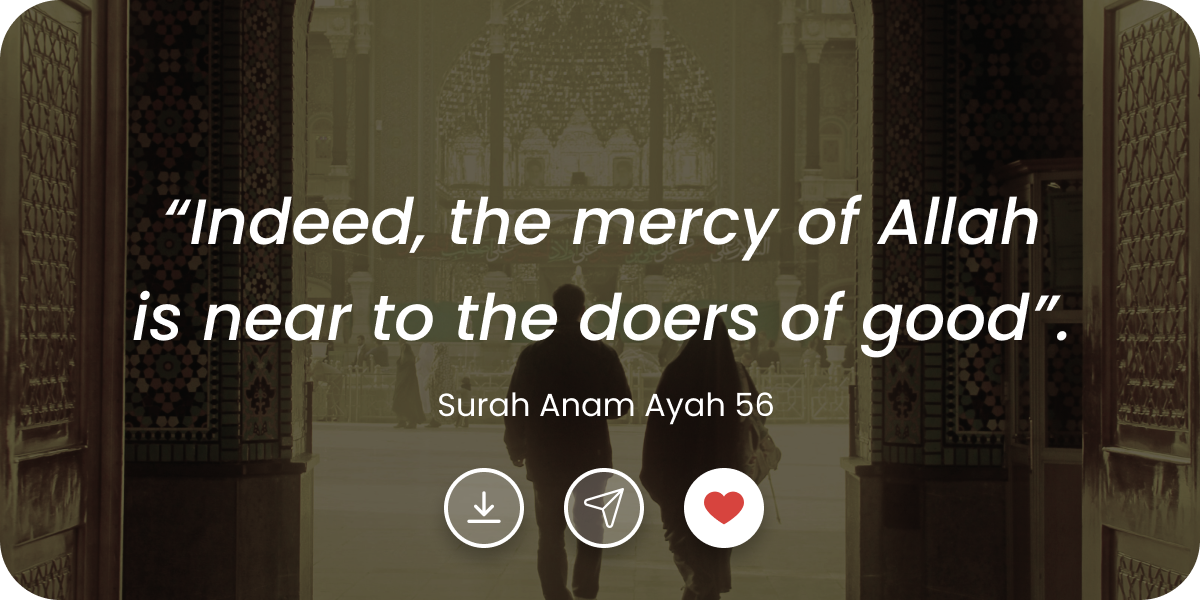 “Indeed, the mercy of Allah
is near to the doers of good”.
Surah Anam Ayah 56